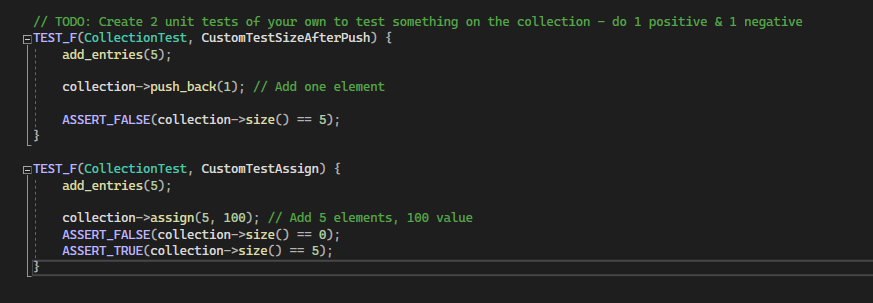 // TODO: Create 2 unit tests of your own to test something on the collection - do 1 positive & 1 negative
TEST_F(CollectionTest, CustomTestSizeAfterPush) {
add_entries(5);
collection->push_back(1); // Add one element
ASSERT_FALSE(collection->size() == 5);
}
TEST_F(CollectionTest, CustomTestAssign) {
add_entries(5);
collection->assign(5, 100); // Add 5 elements, 100 value
ASSERT_FALSE(collection->size() == 0);
ASSERT_TRUE(collection->size() == 5);
}